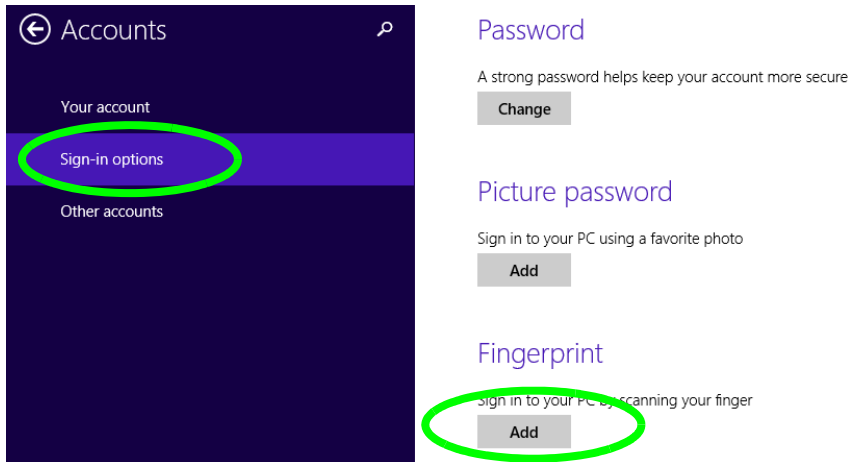 Accounts
Your account
Sign-in options
Other accounts
Password
A strong password helps keep your account more secure
Change
Picture password
Sign in to your PC using a favorite photo
Add
Fingerprint
Sign in to your PC by scanning your finger
Add